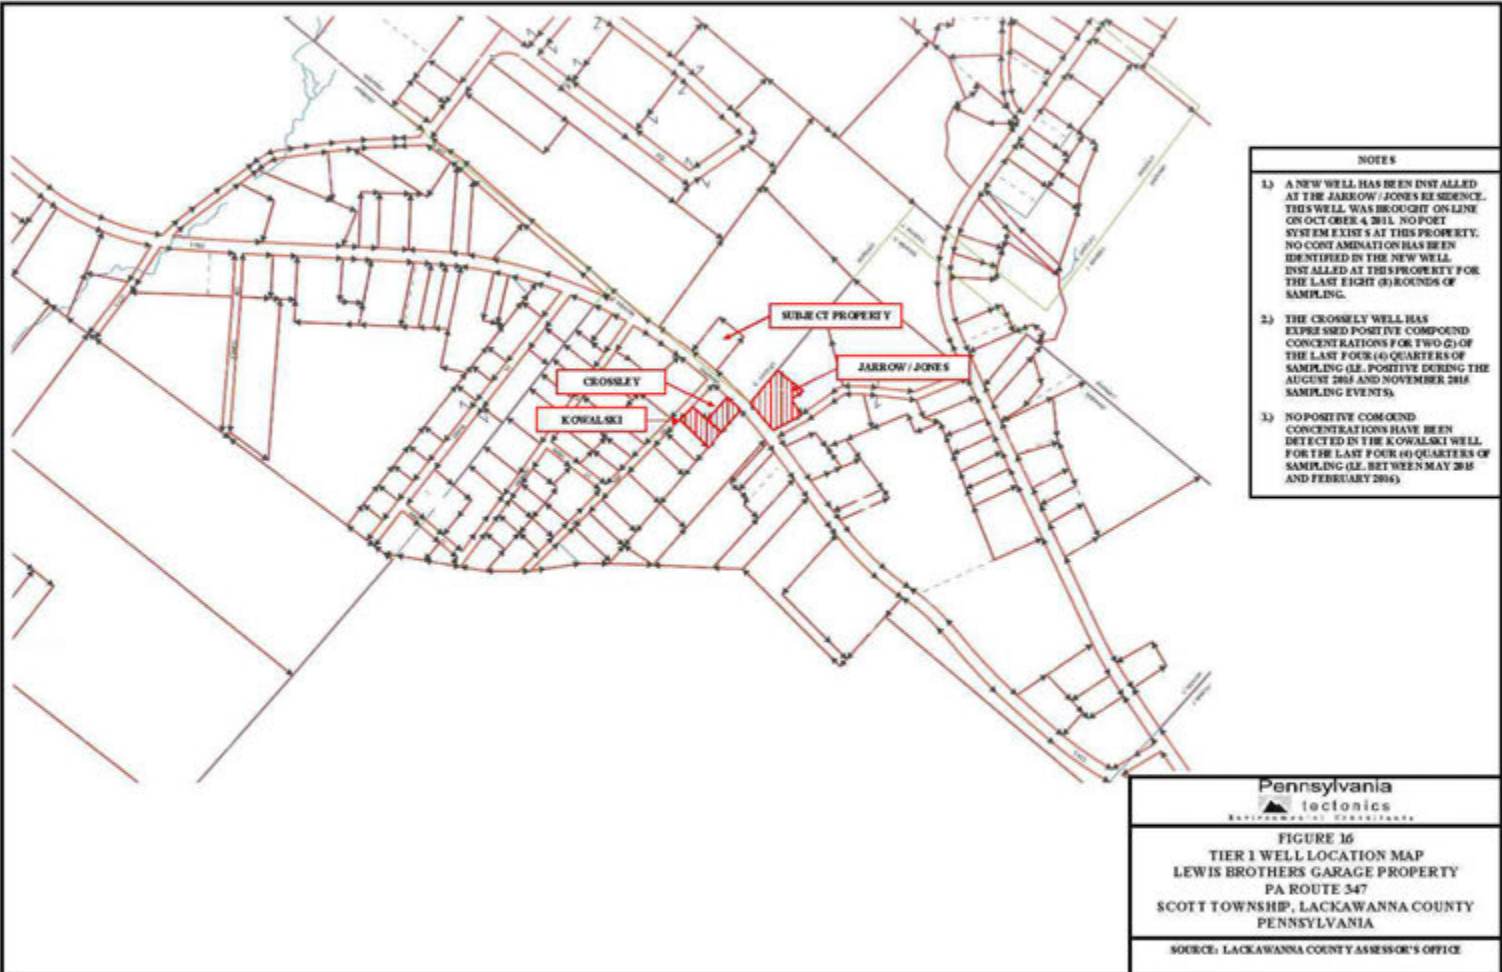 SUBJECT PROPERTY
CROSSLEY
JARROW / JONES
KOWALSKI
NOTES
1.) A NEW WELL HAS BEEN INSTALLED
AT THE JARROW / JONES RESIDENCE.
THIS WELL WAS BROUGHT ON-LINE
ON OCTOBER 4, 2011. NO POET
SYSTEM EXISTS AT THIS PROPERTY.
NO CONTAMINATION HAS BEEN
IDENTIFIED IN THE NEW WELL
INSTALLED AT THIS PROPERTY FOR
THE LAST EIGHT (8) ROUNDS OF
SAMPLING.
2.) THE CROSSELY WELL HAS
EXPRESSED POSITIVE COMPOUND
CONCENTRATIONS FOR TWO (2) OF
THE LAST FOUR (4) QUARTERS OF
SAMPLING (I.E. POSITIVE DURING THE
AUGUST 2015 AND NOVEMBER 2015
SAMPLING EVENTS).
3.) NO POSITIVE COMOUND
CONCENTRATIONS HAVE BEEN
DETECTED IN THE KOWALSKI WELL
FOR THE LAST FOUR (4) QUARTERS OF
SAMPLING (I.E. BETWEEN MAY 2015
AND FEBRUARY 2016).
Pennsylvania
tectonics
Environmental Consultants
FIGURE 16
TIER 1 WELL LOCATION MAP
LEWIS BROTHERS GARAGE PROPERTY
PA ROUTE 347
SCOTT TOWNSHIP, LACKAWANNA COUNTY
PENNSYLVANIA
SOURCE: LACKAWANNA COUNTY ASSESSOR'S OFFICE